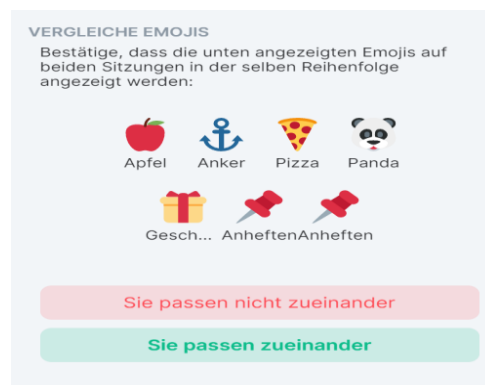 VERGLEICHE EMOJIS
Bestätige, dass die unten angezeigten Emojis auf
beiden Sitzungen in der selben Reihenfolge
angezeigt werden:
Apfel Anker Pizza Panda
Gesch... Anheften Anheften
Sie passen nicht zueinander
Sie passen zueinander